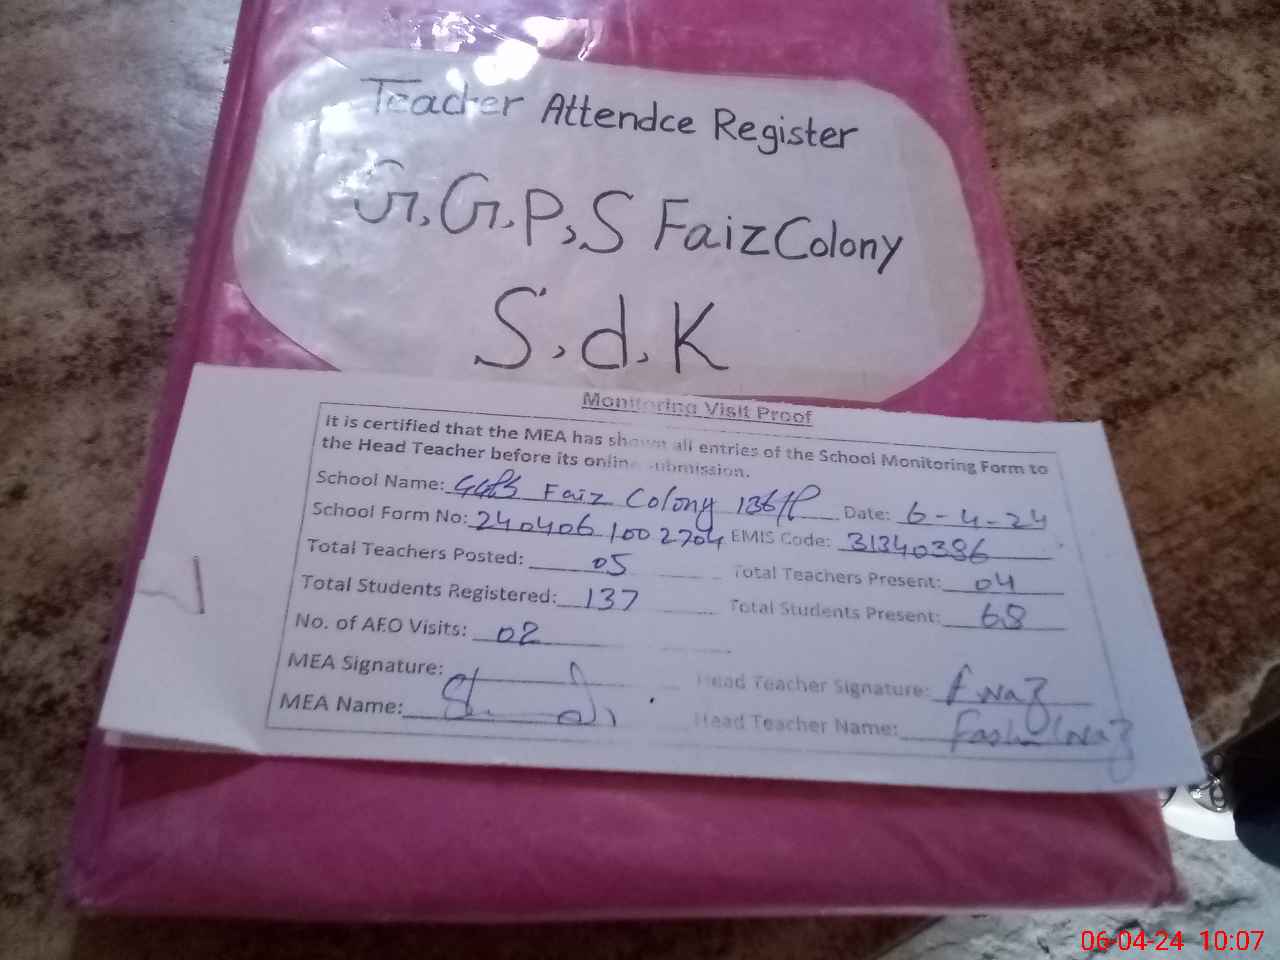 Teacher Attendce Register
G.G.P.S Faiz Colony
S.d.K
Monitoring Visit Proof
It is certified that the MEA has shown all entries of the School Monitoring Form to
the Head Teacher before its online submission.
School Name: GGPS Faiz Colony 136/P Date: 6-4-24
School Form No: 240406 1002704 EMIS Code: 31340386
Total Teachers Posted: 05 Total Teachers Present: 04
Total Students Registered: 137 Total Students Present: 68
No. of AEO Visits: 02
MEA Signature: Head Teacher Signature: F Naz
MEA Name: Head Teacher Name:
06-04-24 10:07